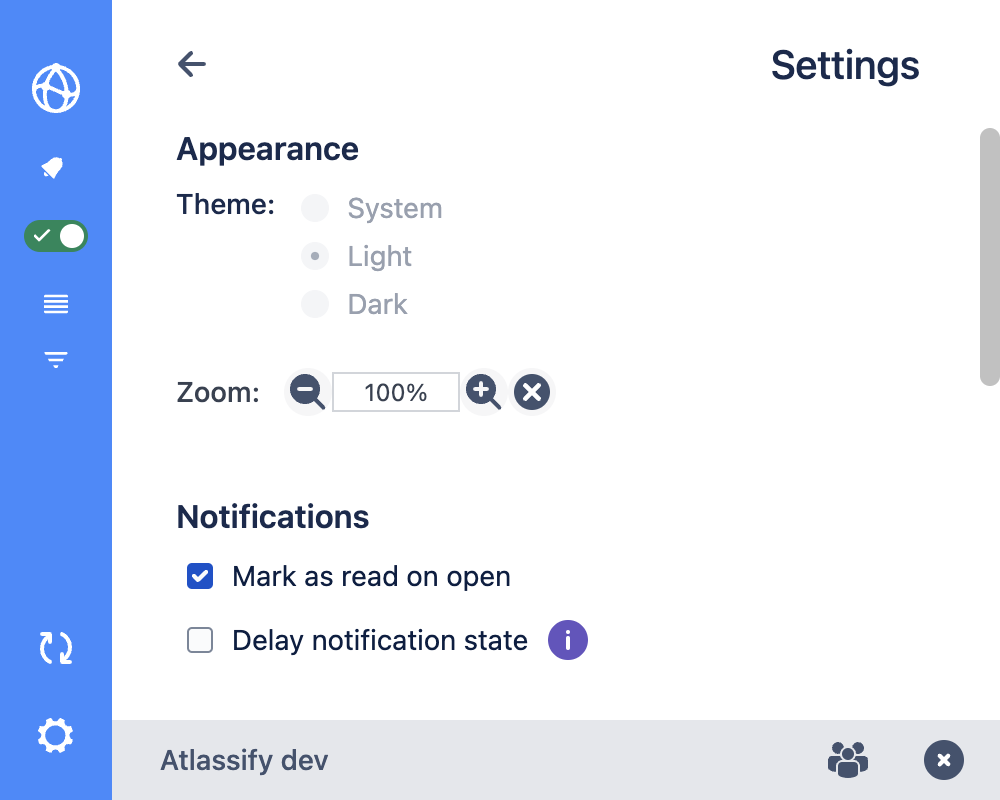 Settings
Appearance
Theme:
System
Light
Dark
Zoom:
100%
Notifications
Mark as read on open
Delay notification state
Atlassify dev